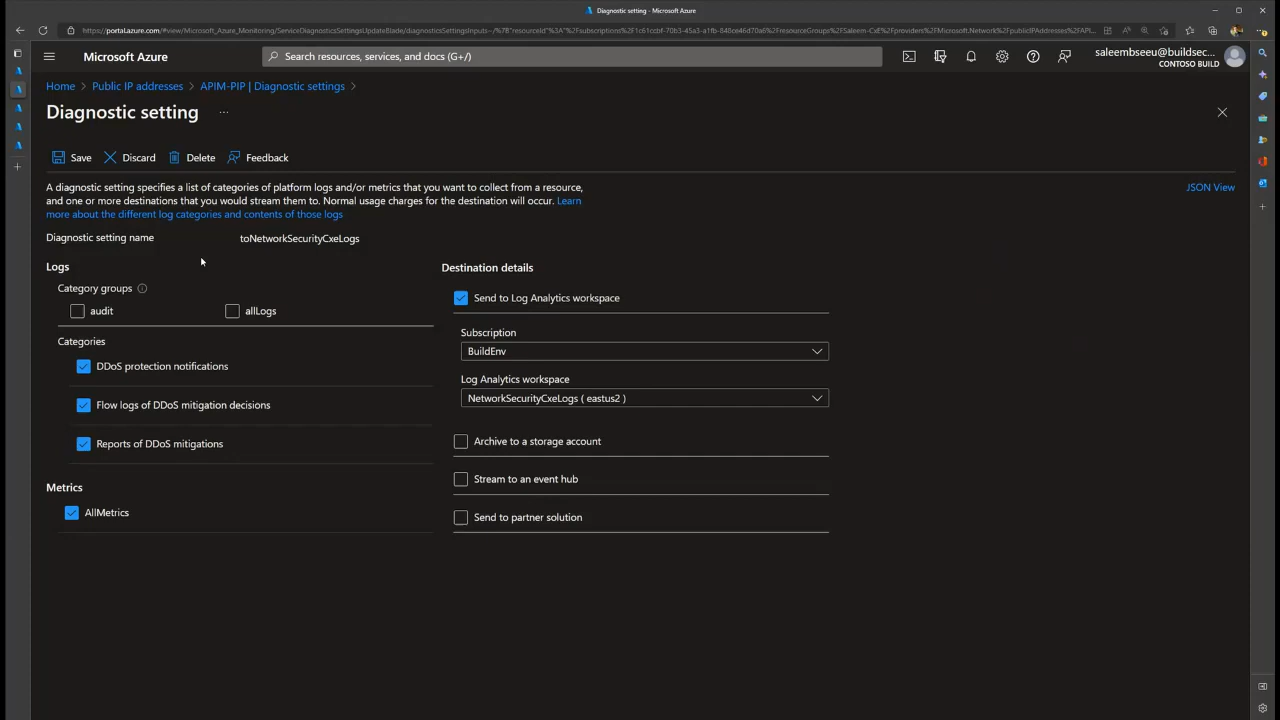 Diagnostic setting - Microsoft Azure
Microsoft Azure
Search resources, services, and docs (G+/)
saleembseeu@buildsec...
CONTOSO BUILD
Home > Public IP addresses > APIM-PIP | Diagnostic settings >
Diagnostic setting ...
Save Discard Delete Feedback
A diagnostic setting specifies a list of categories of platform logs and/or metrics that you want to collect from a resource,
and one or more destinations that you would stream them to. Normal usage charges for the destination will occur. Learn
more about the different log categories and contents of those logs
JSON View
Diagnostic setting name toNetworkSecurityCxeLogs
Logs
Category groups
audit allLogs
Categories
DDoS protection notifications
Flow logs of DDoS mitigation decisions
Reports of DDoS mitigations
Metrics
AllMetrics
Destination details
Send to Log Analytics workspace
Subscription
BuildEnv
Log Analytics workspace
NetworkSecurityCxeLogs ( eastus2 )
Archive to a storage account
Stream to an event hub
Send to partner solution